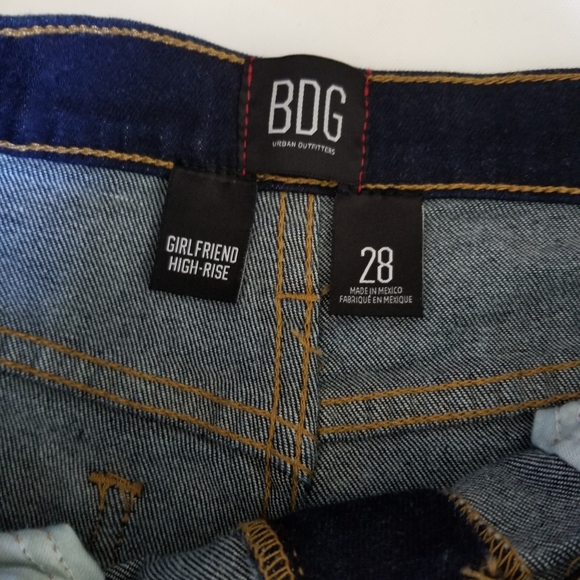 BDG
URBAN OUTFITTERS
GIRLFRIEND
HIGH-RISE
28
MADE IN MEXICO
FABRIQUÉ EN MEXIQUE